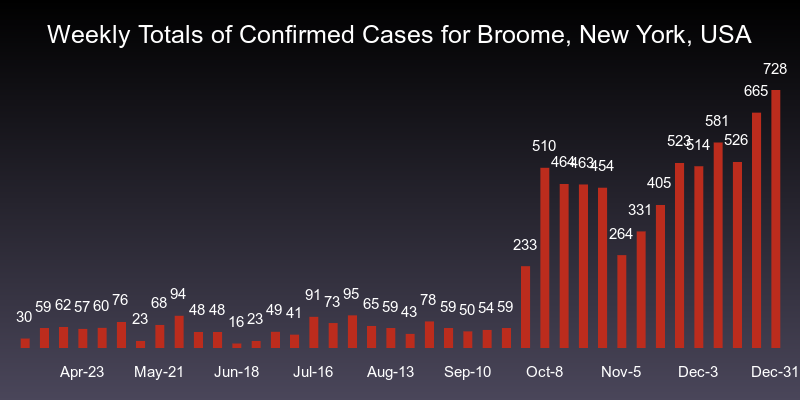 Weekly Totals of Confirmed Cases for Broome, New York, USA
30 59 62 57 60 76 23 68 94 48 48 16 23 49 41 91 73 95 65 59 43 78 59 50 54 59 233 510 464 463 454 264 331 405 523 514 581 526 665 728
Apr-23 May-21 Jun-18 Jul-16 Aug-13 Sep-10 Oct-8 Nov-5 Dec-3 Dec-31